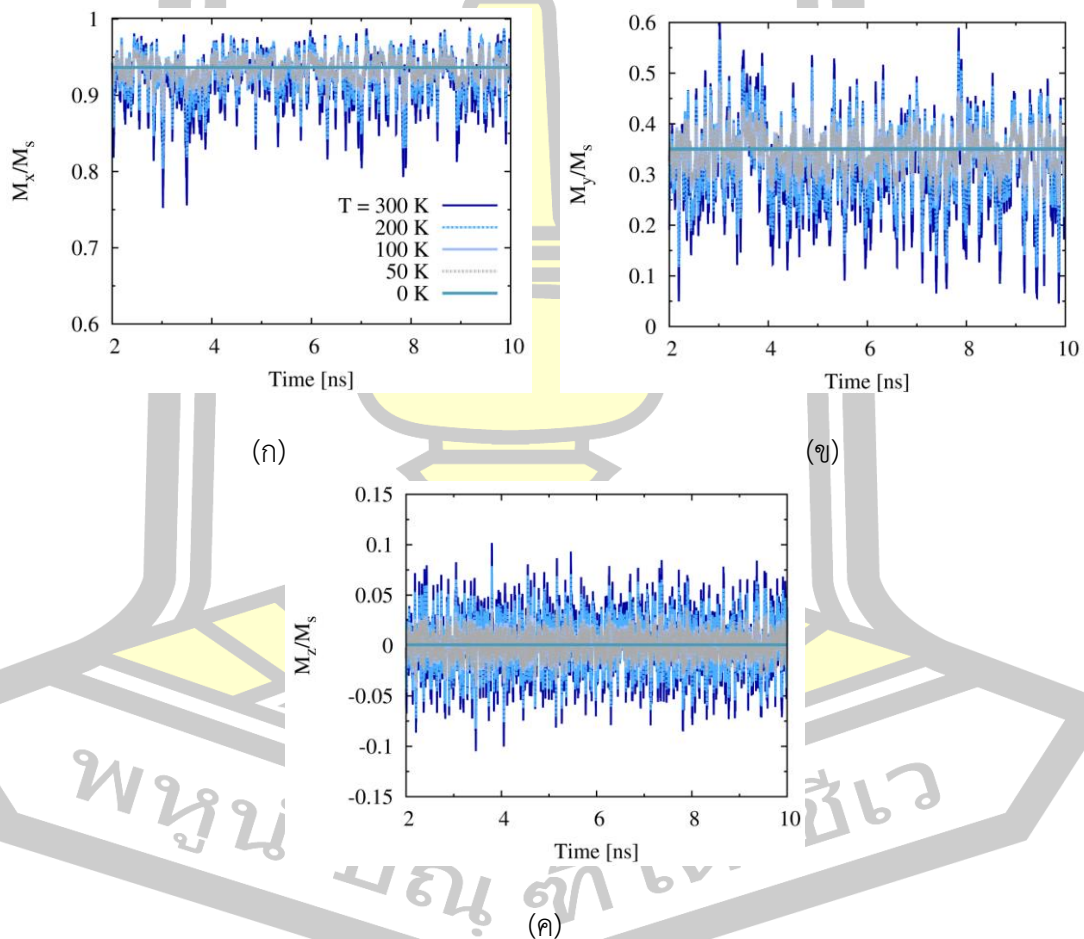 1
0.9
0.8
0.7
0.6
M_x/M_s
T = 300 K
200 K
100 K
50 K
0 K
2 4 6 8 10
Time [ns]
(ก)
0.6
0.5
0.4
0.3
0.2
0.1
0
M_y/M_s
2 4 6 8 10
Time [ns]
(ข)
0.15
0.1
0.05
0
-0.05
-0.1
-0.15
M_z/M_s
2 4 6 8 10
Time [ns]
(ค)